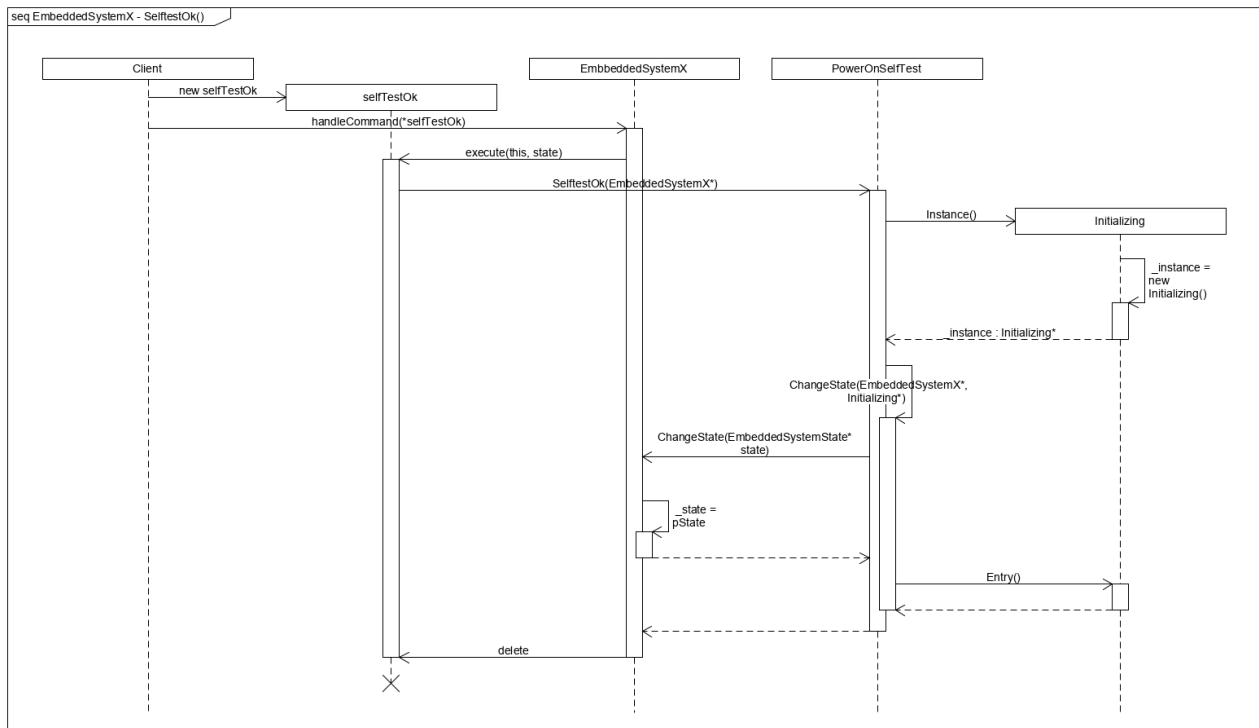 seq EmbeddedSystemX - SelftestOk()
Client
EmbbeddedSystemX
PowerOnSelfTest
new selfTestOk
selfTestOk
handleCommand(*selfTestOk)
execute(this, state)
SelftestOk(EmbeddedSystemX*)
Instance()
Initializing
_instance =
new
Initializing()
_instance : Initializing*
ChangeState(EmbeddedSystemX*,
Initializing*)
ChangeState(EmbeddedSystemState*
state)
_state =
pState
Entry()
delete